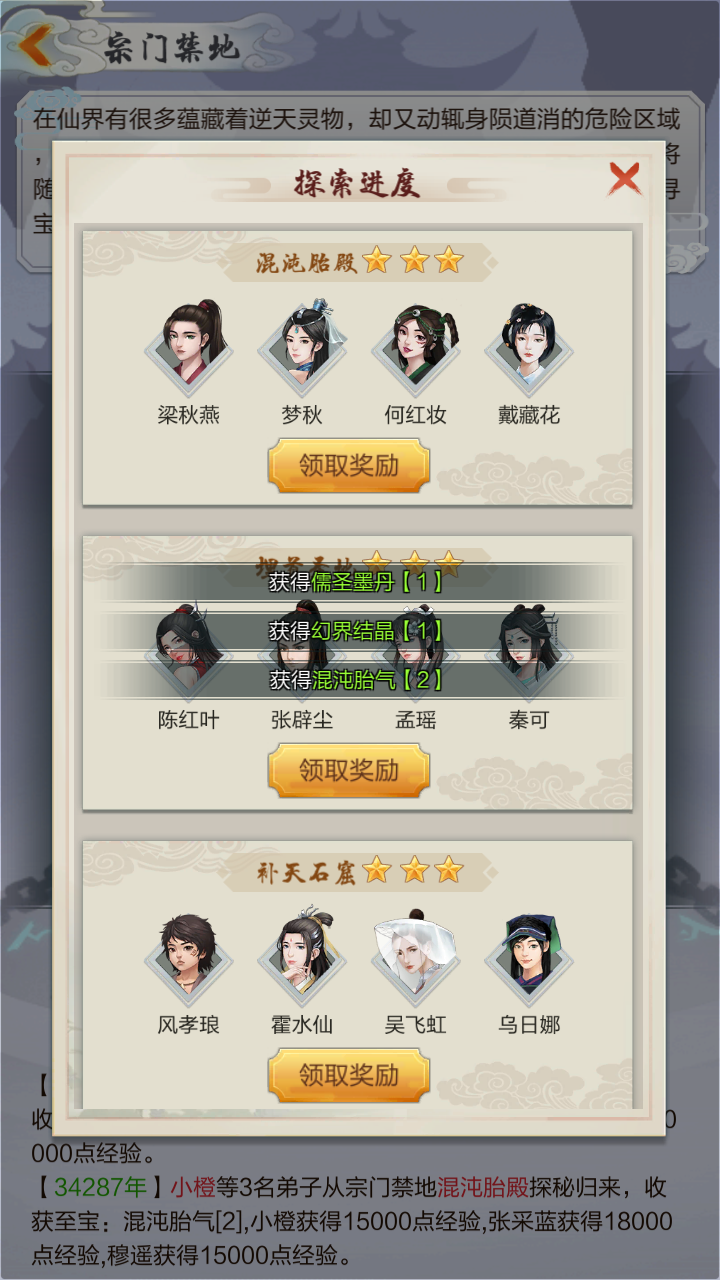 宗门禁地
在仙界有很多蕴藏着逆天灵物，却又动辄身陨道消的危险区域
，
将
随
寻
宝
探索进度
混沌胎殿
梁秋燕 梦秋 何红妆 戴藏花
领取奖励
获得儒圣墨丹【1】
获得幻界结晶【1】
获得混沌胎气【2】
陈红叶 张辟尘 孟瑶 秦可
领取奖励
补天石窟
风孝琅 霍水仙 吴飞虹 乌日娜
领取奖励
【
收
0
000点经验。
【34287年】小橙等3名弟子从宗门禁地混沌胎殿探秘归来，收
获至宝：混沌胎气[2],小橙获得15000点经验,张采蓝获得18000
点经验,穆遥获得15000点经验。